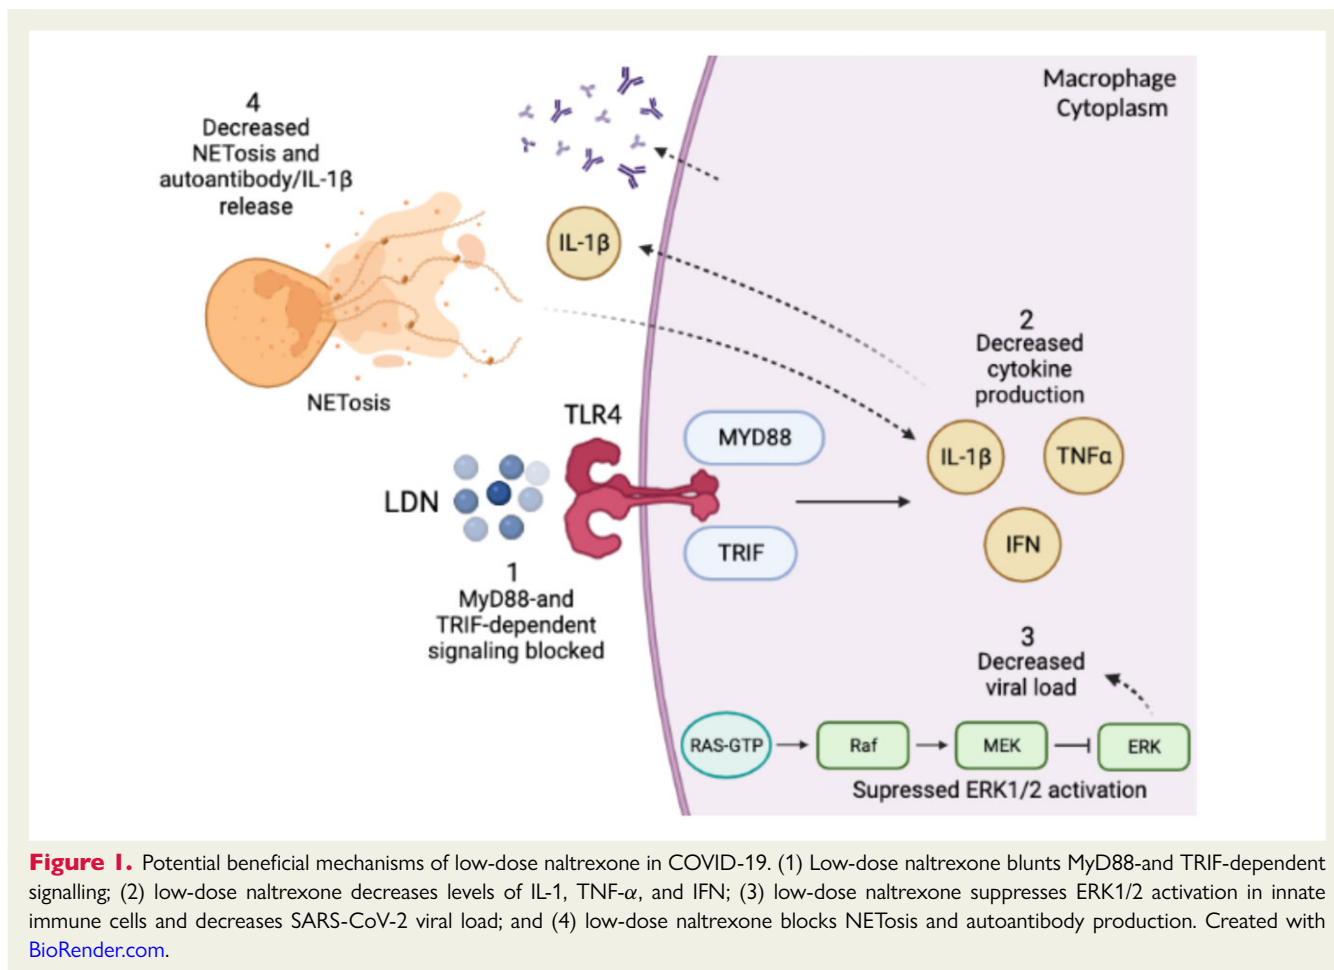 Macrophage
Cytoplasm
4
Decreased
NETosis and
autoantibody/IL-1β
release
IL-1β
NETosis
2
Decreased
cytokine
production
TLR4
MYD88
IL-1β
TNFα
LDN
TRIF
IFN
1
MyD88-and
TRIF-dependent
signaling blocked
3
Decreased
viral load
RAS-GTP
Raf
MEK
ERK
Supressed ERK1/2 activation
Figure 1. Potential beneficial mechanisms of low-dose naltrexone in COVID-19. (1) Low-dose naltrexone blunts MyD88-and TRIF-dependent
signalling; (2) low-dose naltrexone decreases levels of IL-1, TNF-α, and IFN; (3) low-dose naltrexone suppresses ERK1/2 activation in innate
immune cells and decreases SARS-CoV-2 viral load; and (4) low-dose naltrexone blocks NETosis and autoantibody production. Created with
BioRender.com.